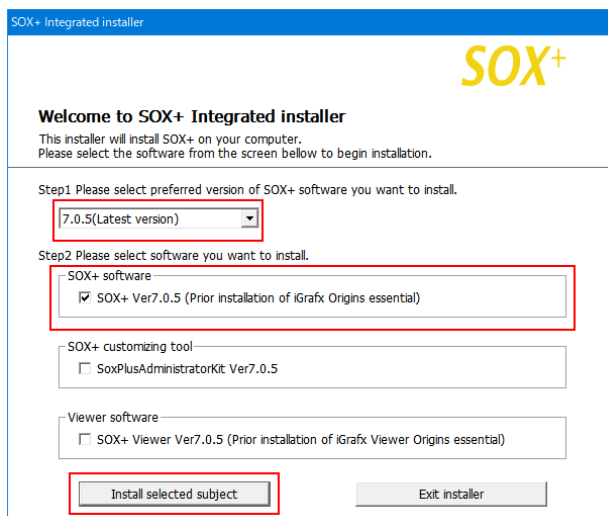 SOX+ Integrated installer
SOX+
Welcome to SOX+ Integrated installer
This installer will install SOX+ on your computer.
Please select the software from the screen bellow to begin installation.
Step1 Please select preferred version of SOX+ software you want to install.
7.0.5(Latest version)
Step2 Please select software you want to install.
SOX+ software
SOX+ Ver7.0.5 (Prior installation of iGrafx Origins essential)
SOX+ customizing tool
SoxPlusAdministratorKit Ver7.0.5
Viewer software
SOX+ Viewer Ver7.0.5 (Prior installation of iGrafx Viewer Origins essential)
Install selected subject
Exit installer